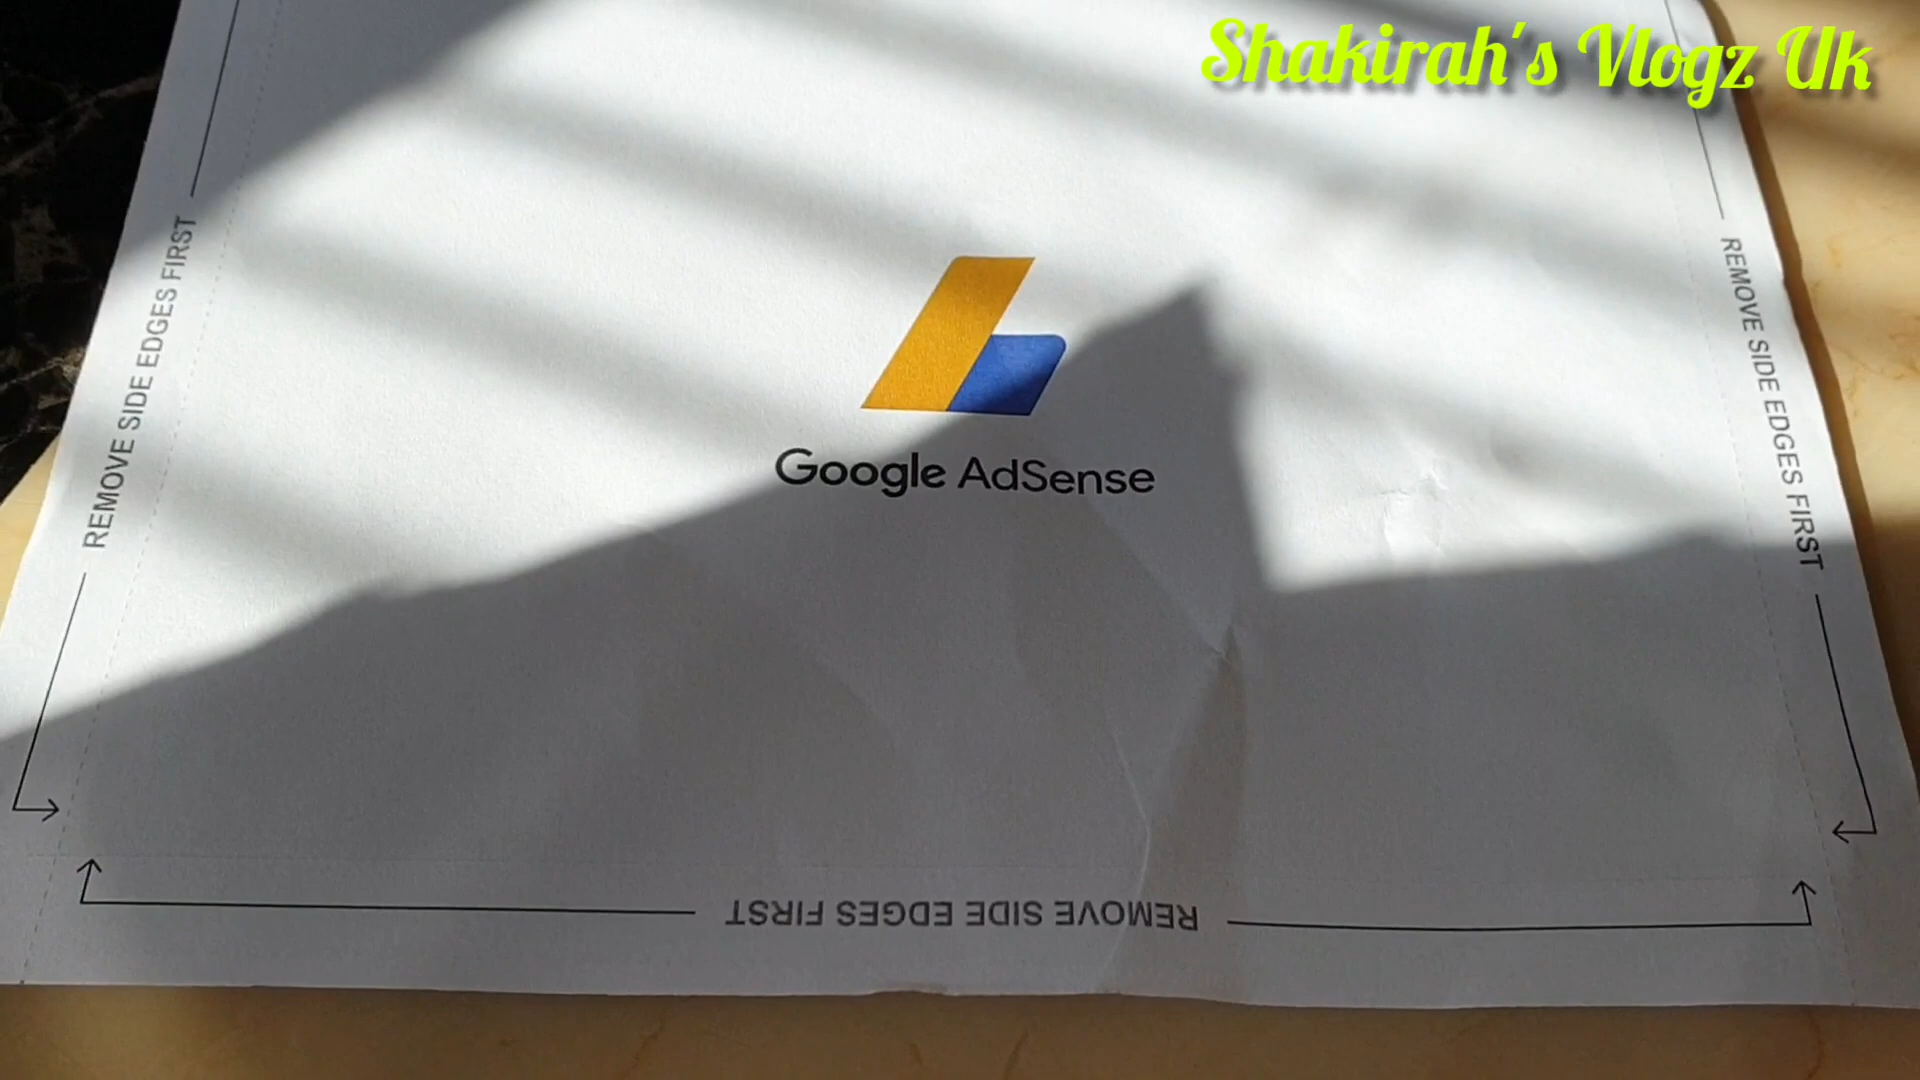 Shakirah's Vlogz Uk
REMOVE SIDE EDGES FIRST
REMOVE SIDE EDGES FIRST
Google AdSense
REMOVE SIDE EDGES FIRST